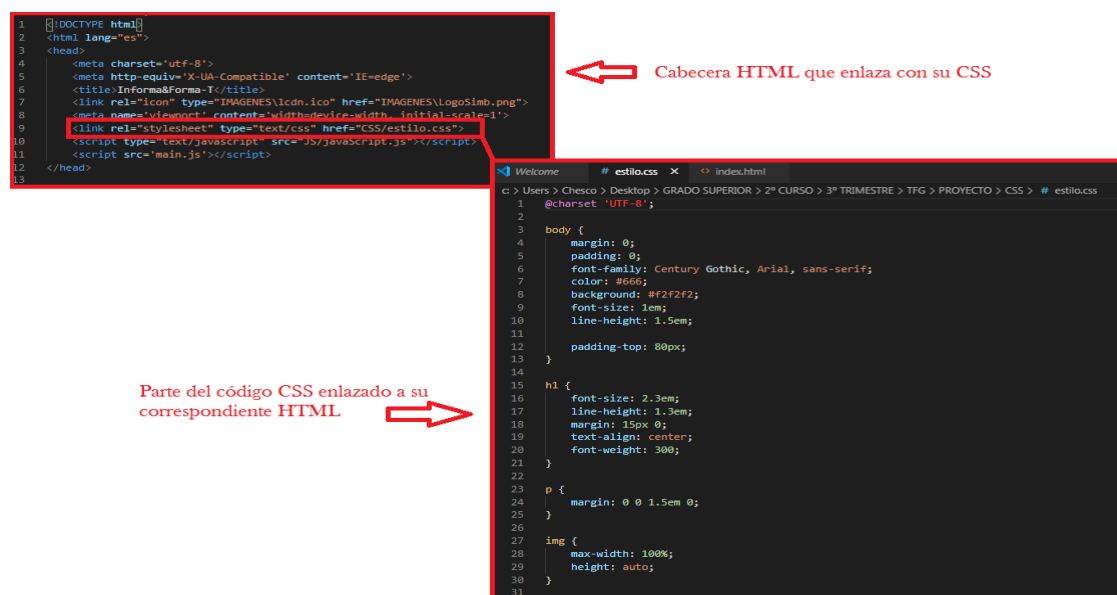 1 <!DOCTYPE html>
2 <html lang="es">
3 <head>
4 <meta charset='utf-8'>
5 <meta http-equiv='X-UA-Compatible' content='IE=edge'>
6 <title>Informa&Forma-T</title>
7 <link rel="icon" type="IMAGENES\lcdn.ico" href="IMAGENES\LogoSimb.png">
8 <meta name='viewport' content='width=device-width, initial-scale=1'>
9 <link rel="stylesheet" type="text/css" href="CSS/estilo.css">
10 <script type="text/javascript" src="JS/javaScript.js"></script>
11 <script src='main.js'></script>
12 </head>
13
Cabecera HTML que enlaza con su CSS
Welcome # estilo.css × <> index.html
c: > Users > Chesco > Desktop > GRADO SUPERIOR > 2º CURSO > 3º TRIMESTRE > TFG > PROYECTO > CSS > # estilo.css
1 @charset 'UTF-8';
2
3 body {
4 margin: 0;
5 padding: 0;
6 font-family: Century Gothic, Arial, sans-serif;
7 color: #666;
8 background: #f2f2f2;
9 font-size: 1em;
10 line-height: 1.5em;
11
12 padding-top: 80px;
13 }
14
15 h1 {
16 font-size: 2.3em;
17 line-height: 1.3em;
18 margin: 15px 0;
19 text-align: center;
20 font-weight: 300;
21 }
22
23 p {
24 margin: 0 0 1.5em 0;
25 }
26
27 img {
28 max-width: 100%;
29 height: auto;
30 }
31
Parte del código CSS enlazado a su
correspondiente HTML